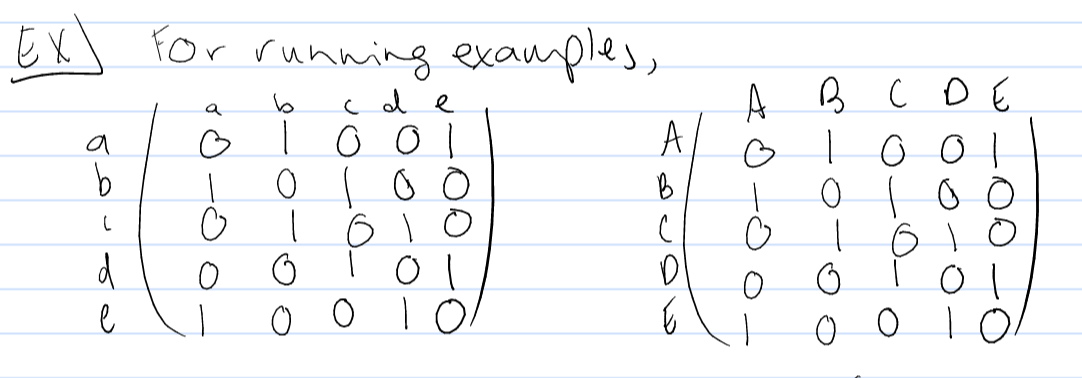 EX) For running examples,
a b c d e A B C D E
a 0 1 0 0 1 A 0 1 0 0 1
b 1 0 1 0 0 B 1 0 1 0 0
c 0 1 0 1 0 C 0 1 0 1 0
d 0 0 1 0 1 D 0 0 1 0 1
e 1 0 0 1 0 E 1 0 0 1 0